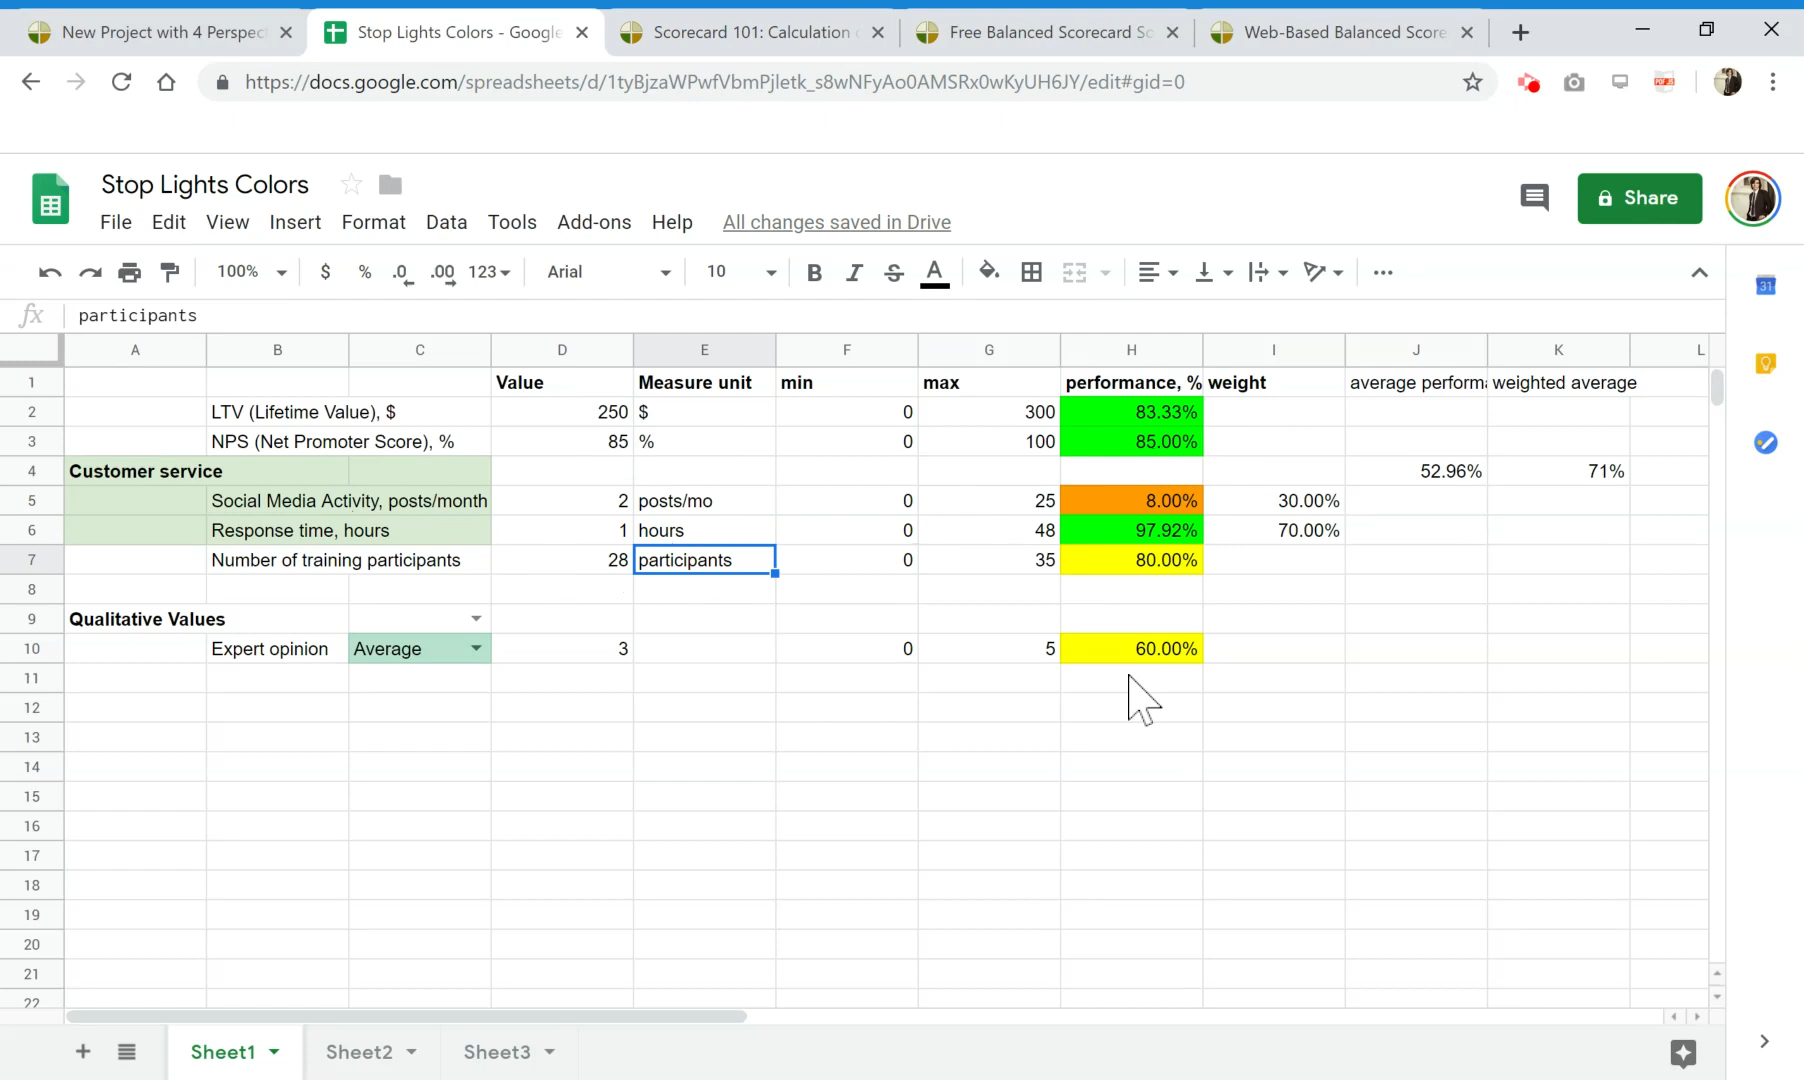 New Project with 4 Perspec
Stop Lights Colors - Google
Scorecard 101: Calculation
Free Balanced Scorecard
Web-Based Balanced Score
https://docs.google.com/spreadsheets/d/1tyBjzaWPwfVbmPjletk_s8wNFyAo0AMSRx0wKyUH6JY/edit#gid=0
Stop Lights Colors
Share
File Edit View Insert Format Data Tools Add-ons Help All changes saved in Drive
100% $ % .0 .00 123 Arial 10 B I S A
31
fx participants
A B C D E F G H I J K L
1 Value Measure unit min max performance, % weight average performa weighted average
2 LTV (Lifetime Value), $ 250 $ 0 300 83.33%
3 NPS (Net Promoter Score), % 85 % 0 100 85.00%
4 Customer service 52.96% 71%
5 Social Media Activity, posts/month 2 posts/mo 0 25 8.00% 30.00%
6 Response time, hours 1 hours 0 48 97.92% 70.00%
7 Number of training participants 28 participants 0 35 80.00%
8
9 Qualitative Values
10 Expert opinion Average 3 0 5 60.00%
11
12
13
14
15
16
17
18
19
20
21
22
Sheet1 Sheet2 Sheet3